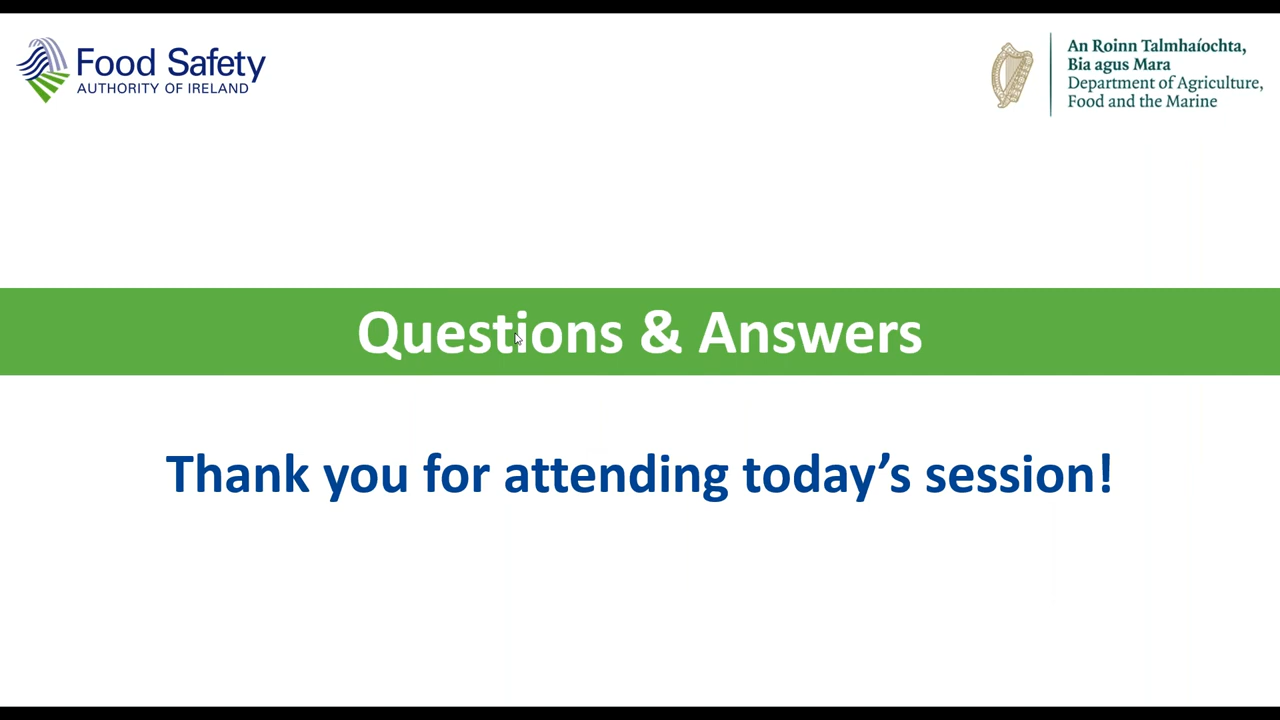 Food Safety
AUTHORITY OF IRELAND
An Roinn Talmhaíochta,
Bia agus Mara
Department of Agriculture,
Food and the Marine
Questions & Answers
Thank you for attending today’s session!